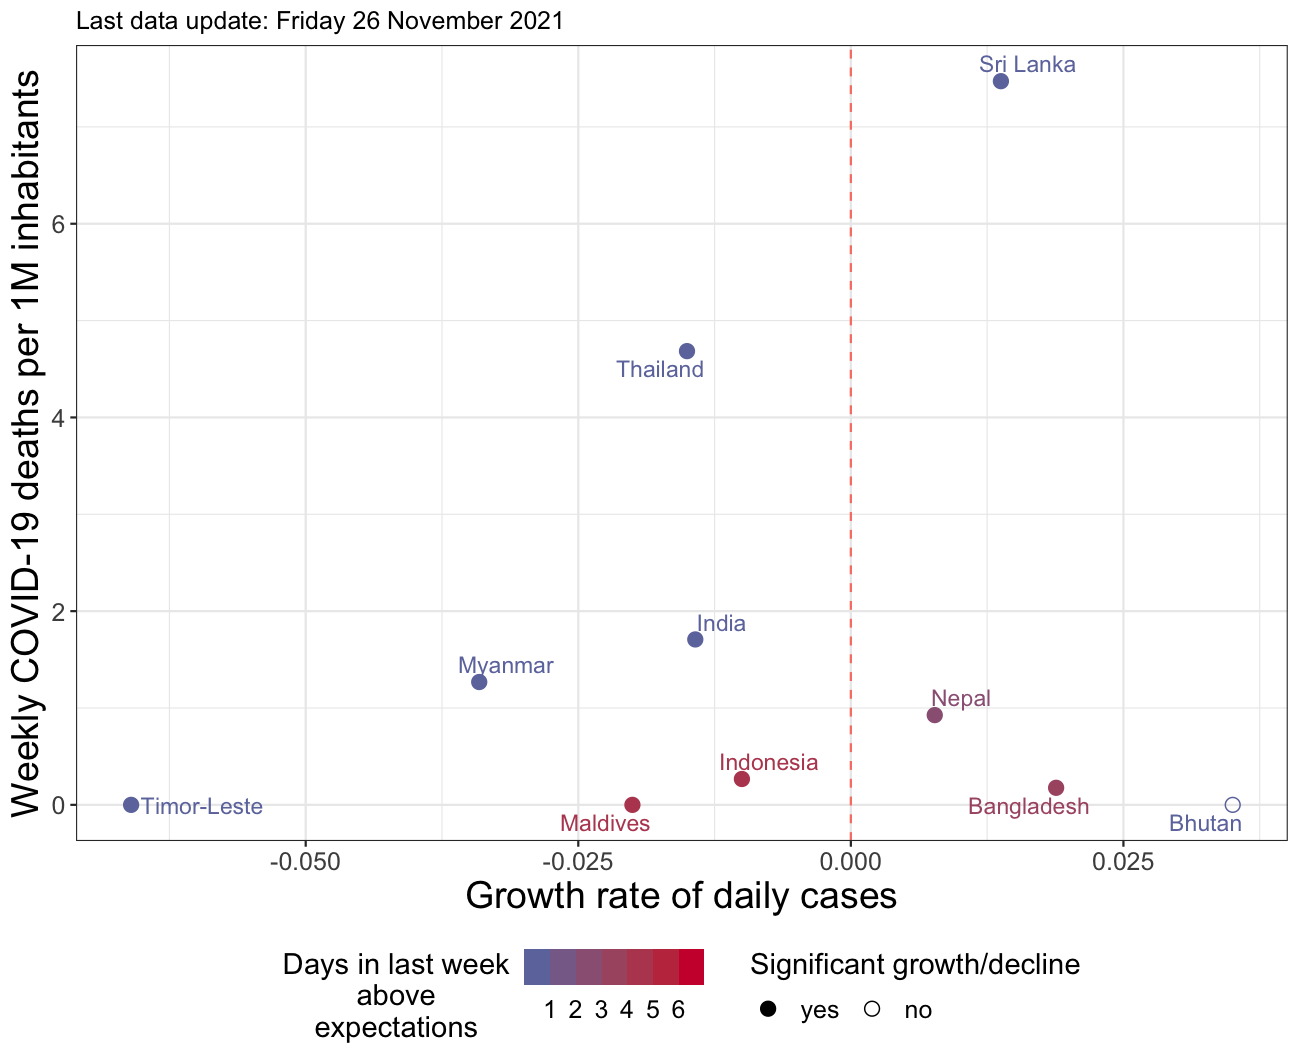 Last data update: Friday 26 November 2021
Weekly COVID-19 deaths per 1M inhabitants
6
4
2
0
Sri Lanka
Thailand
India
Myanmar
Nepal
Indonesia
Timor-Leste
Maldives
Bangladesh
Bhutan
-0.050
-0.025
0.000
0.025
Growth rate of daily cases
Days in last week
above
expectations
1 2 3 4 5 6
Significant growth/decline
yes
no